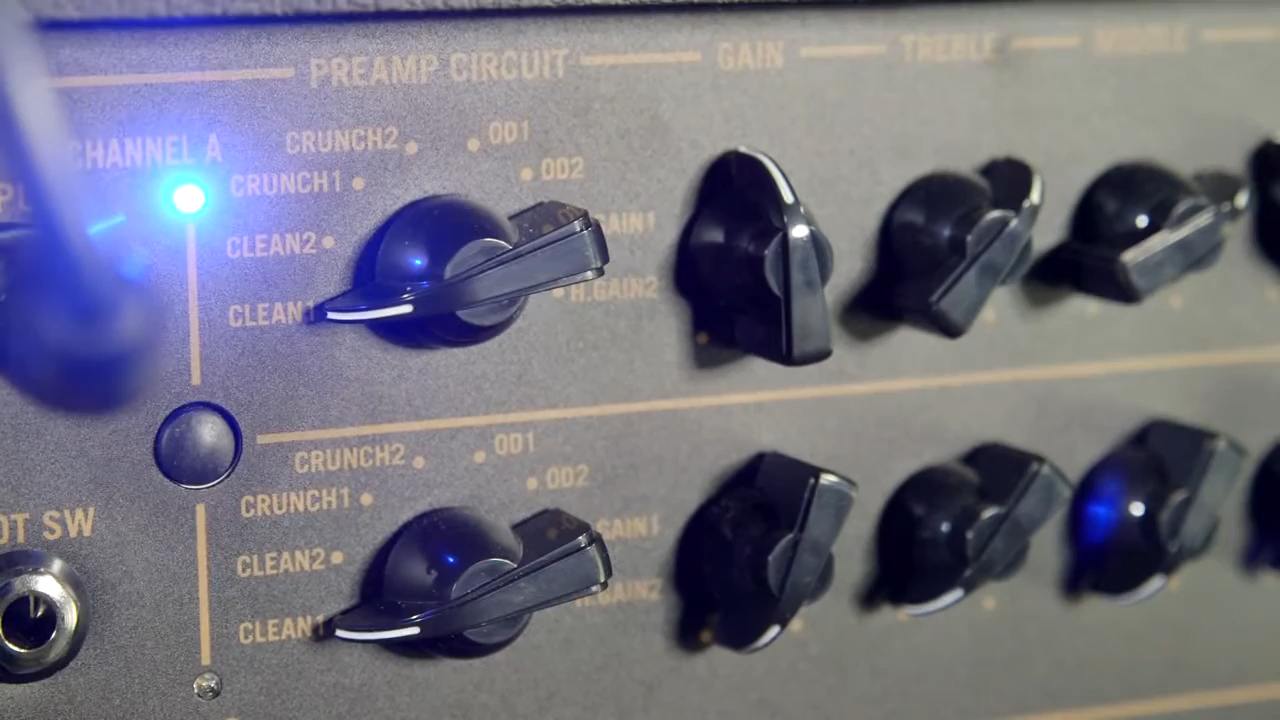 PREAMP CIRCUIT GAIN TREBLE MIDDLE
CHANNEL A
CRUNCH2 OD1
CRUNCH1 OD2
CLEAN2 GAIN1
CLEAN1 H.GAIN2
CRUNCH2 OD1
CRUNCH1 OD2
CLEAN2 GAIN1
CLEAN1 GAIN2
SW